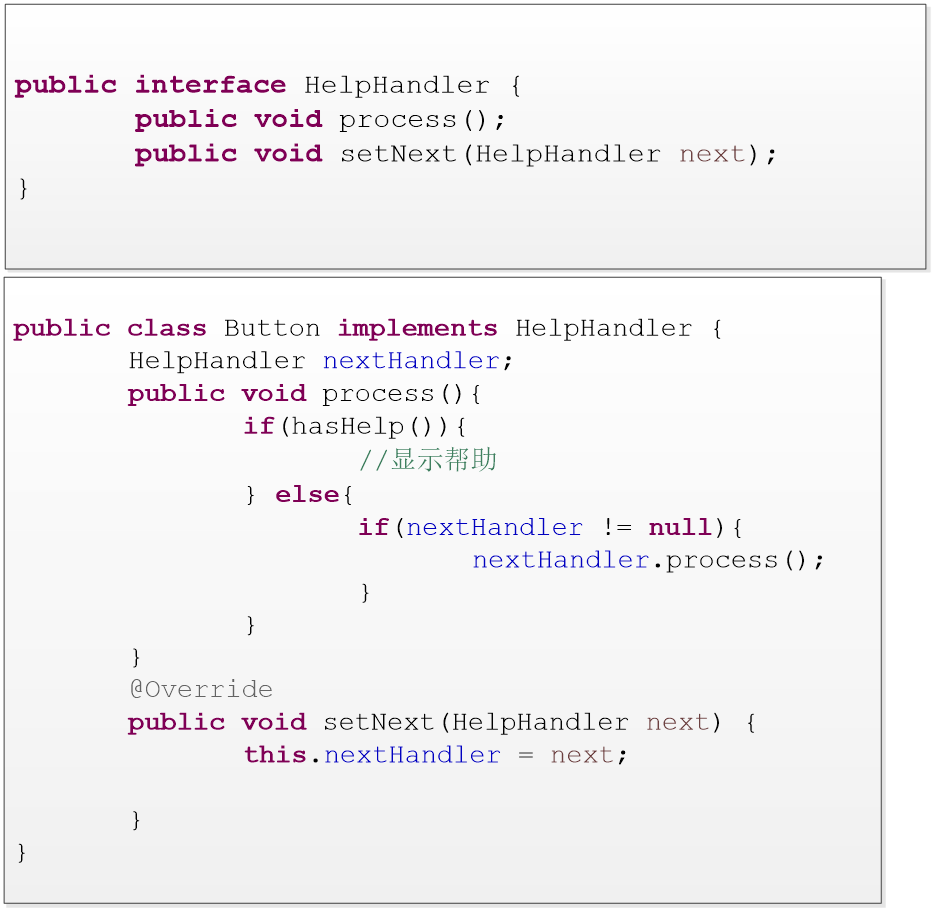 public interface HelpHandler {
public void process();
public void setNext(HelpHandler next);
}
public class Button implements HelpHandler {
HelpHandler nextHandler;
public void process(){
if(hasHelp()){
//显示帮助
} else{
if(nextHandler != null){
nextHandler.process();
}
}
}
@Override
public void setNext(HelpHandler next) {
this.nextHandler = next;
}
}